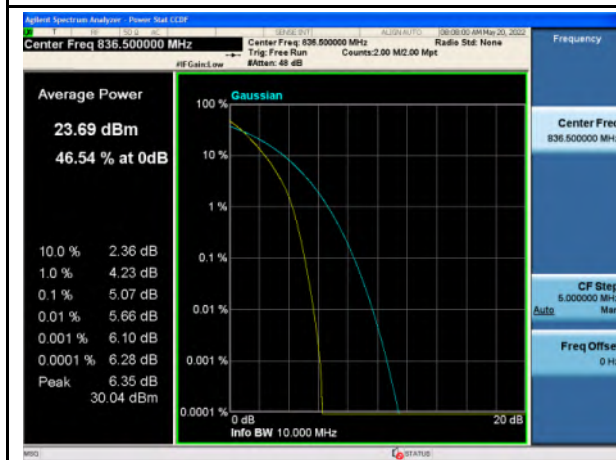 Agilent Spectrum Analyzer - Power Stat CCDF
T RF 50 Ω AC SENSE:INT ALIGN AUTO 08:08:00 AM May 20, 2022
Center Freq 836.500000 MHz
Center Freq: 836.500000 MHz Radio Std: None
Trig: Free Run Counts:2.00 M/2.00 Mpt
#IFGain:Low #Atten: 48 dB
Frequency
Average Power
23.69 dBm
46.54 % at 0dB
10.0 % 2.36 dB
1.0 % 4.23 dB
0.1 % 5.07 dB
0.01 % 5.66 dB
0.001 % 6.10 dB
0.0001 % 6.28 dB
Peak 6.35 dB
30.04 dBm
Gaussian
100 %
10 %
1 %
0.1 %
0.01 %
0.001 %
0.0001 %
0 dB 20 dB
Info BW 10.000 MHz
Center Freq
836.500000 MHz
CF Step
5.000000 MHz
Auto Man
Freq Offset
0 Hz
MSG STATUS